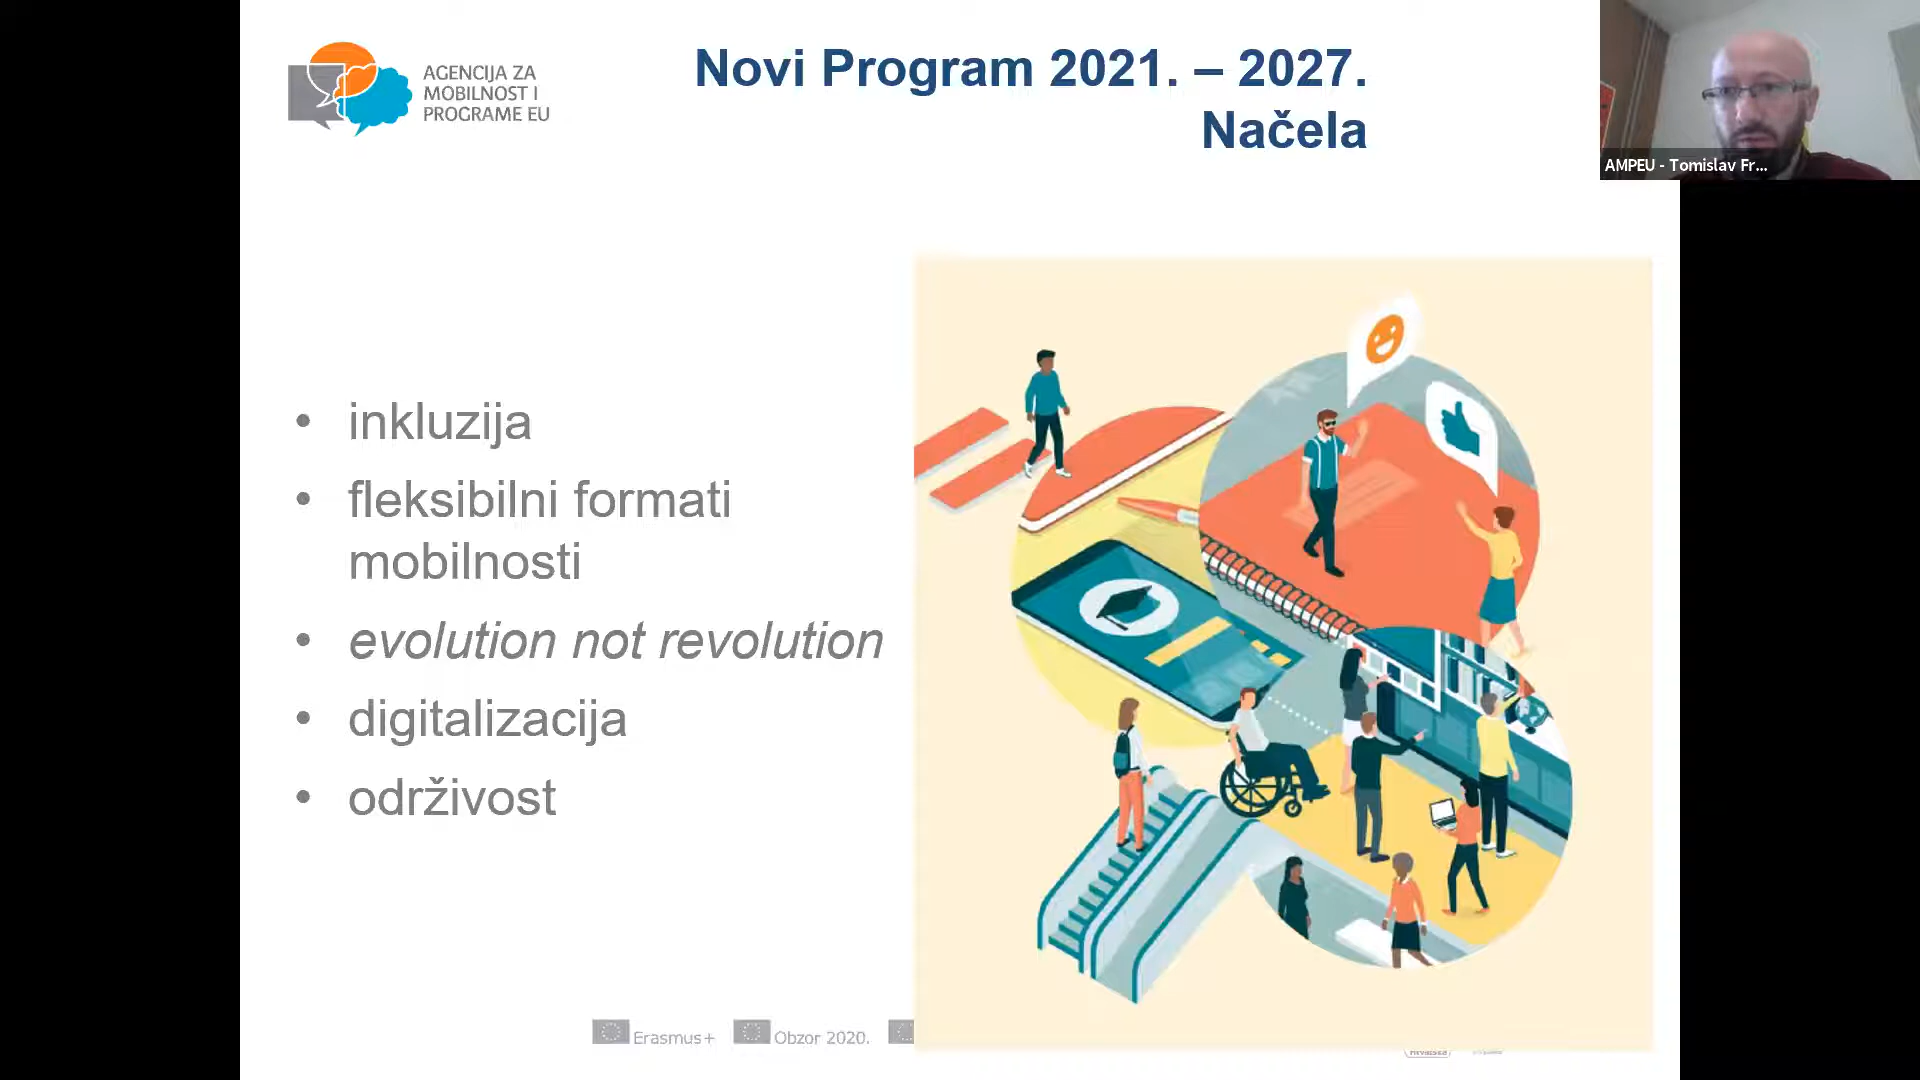 AGENCIJA ZA
MOBILNOST I
PROGRAME EU
Novi Program 2021. – 2027.
Načela
AMPEU - Tomislav Fr...
• inkluzija
• fleksibilni formati
mobilnosti
• evolution not revolution
• digitalizacija
• održivost
Erasmus+
Obzor 2020.